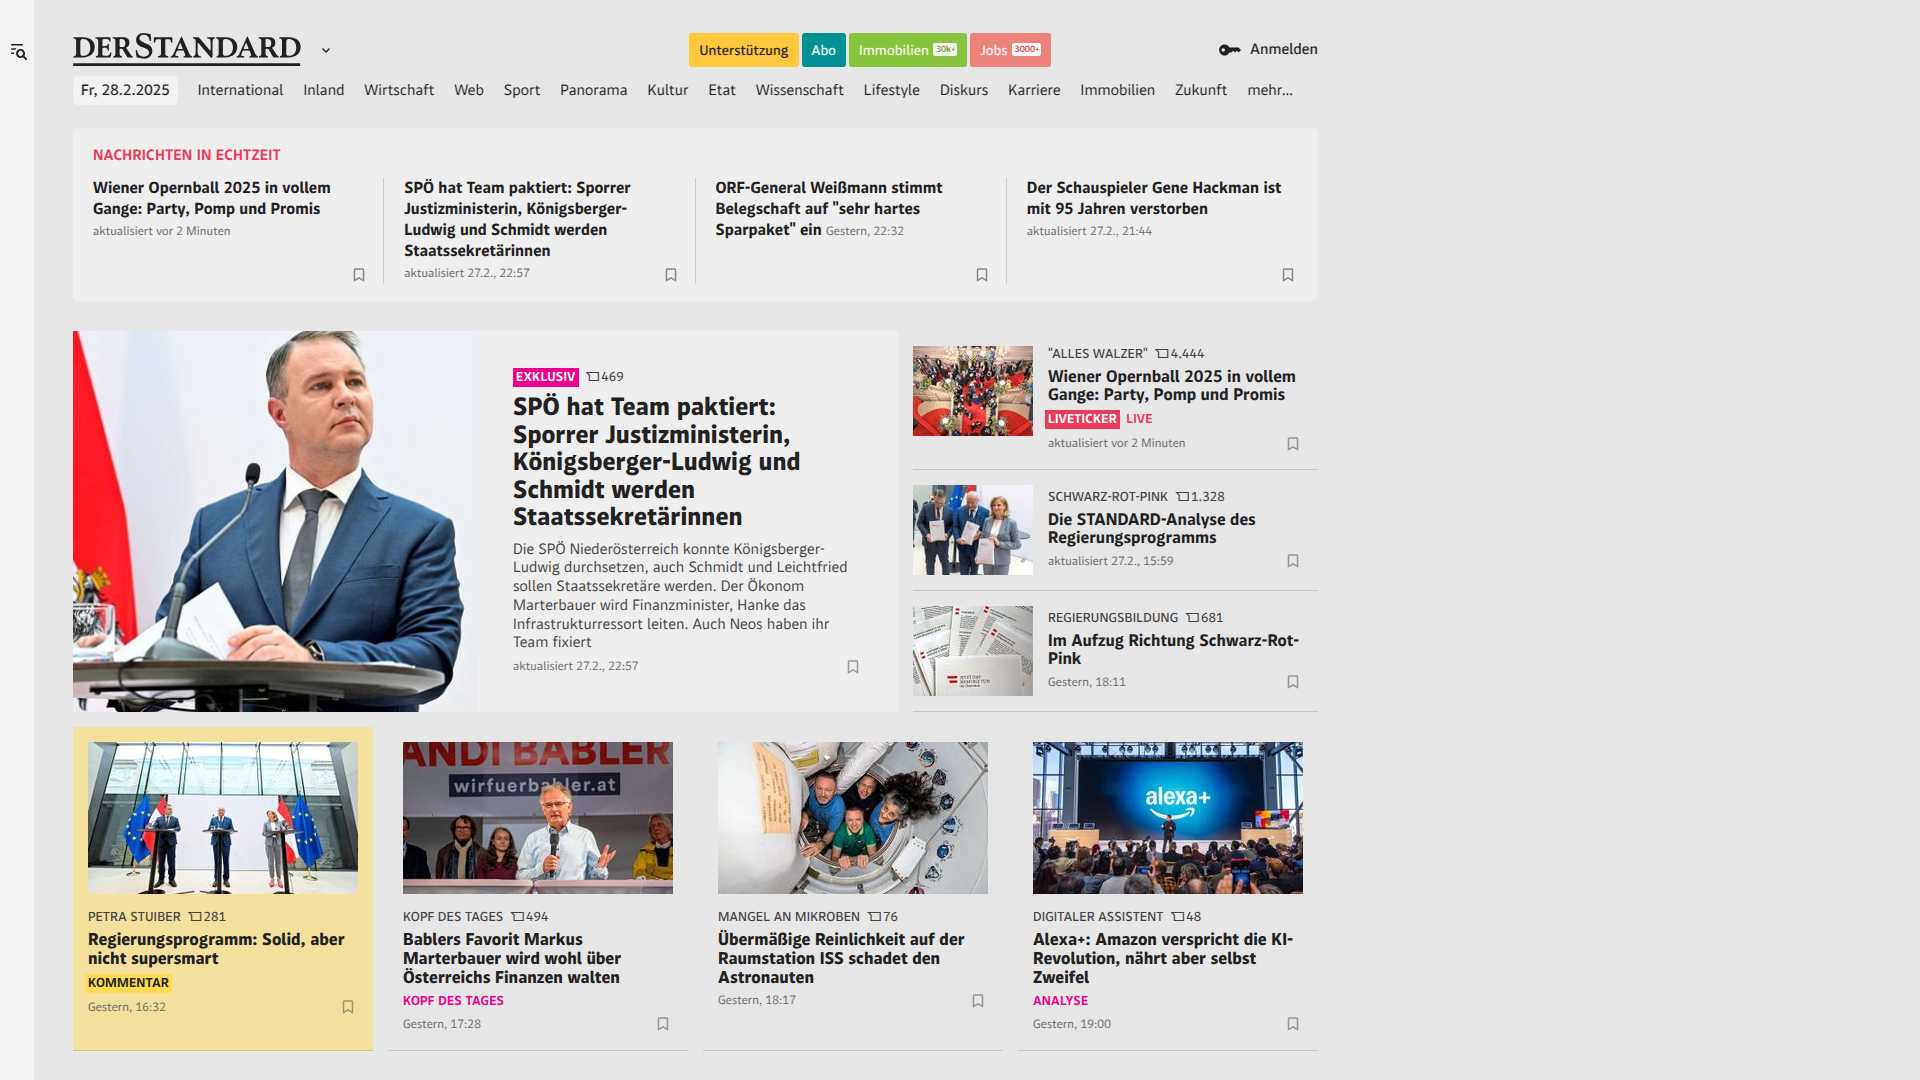 DERSTANDARD
Unterstützung
Abo
Immobilien 30k+
Jobs 3000+
Anmelden
Fr, 28.2.2025
International
Inland
Wirtschaft
Web
Sport
Panorama
Kultur
Etat
Wissenschaft
Lifestyle
Diskurs
Karriere
Immobilien
Zukunft
mehr...
NACHRICHTEN IN ECHTZEIT
Wiener Opernball 2025 in vollem
Gange: Party, Pomp und Promis
aktualisiert vor 2 Minuten
SPÖ hat Team paktiert: Sporrer
Justizministerin, Königsberger-
Ludwig und Schmidt werden
Staatssekretärinnen
aktualisiert 27.2., 22:57
ORF-General Weißmann stimmt
Belegschaft auf "sehr hartes
Sparpaket" ein Gestern, 22:32
Der Schauspieler Gene Hackman ist
mit 95 Jahren verstorben
aktualisiert 27.2., 21:44
EXKLUSIV 469
SPÖ hat Team paktiert:
Sporrer Justizministerin,
Königsberger-Ludwig und
Schmidt werden
Staatssekretärinnen
Die SPÖ Niederösterreich konnte Königsberger-
Ludwig durchsetzen, auch Schmidt und Leichtfried
sollen Staatssekretäre werden. Der Ökonom
Marterbauer wird Finanzminister, Hanke das
Infrastrukturressort leiten. Auch Neos haben ihr
Team fixiert
aktualisiert 27.2., 22:57
"ALLES WALZER" 4.444
Wiener Opernball 2025 in vollem
Gange: Party, Pomp und Promis
LIVETICKER LIVE
aktualisiert vor 2 Minuten
SCHWARZ-ROT-PINK 1.328
Die STANDARD-Analyse des
Regierungsprogramms
aktualisiert 27.2., 15:59
REGIERUNGSBILDUNG 681
Im Aufzug Richtung Schwarz-Rot-
Pink
Gestern, 18:11
PETRA STUIBER 281
Regierungsprogramm: Solid, aber
nicht supersmart
KOMMENTAR
Gestern, 16:32
ANDI BABLER
wirfuerbabler.at
KOPF DES TAGES 494
Bablers Favorit Markus
Marterbauer wird wohl über
Österreichs Finanzen walten
KOPF DES TAGES
Gestern, 17:28
MANGEL AN MIKROBEN 76
Übermäßige Reinlichkeit auf der
Raumstation ISS schadet den
Astronauten
Gestern, 18:17
alexa+
DIGITALER ASSISTENT 48
Alexa+: Amazon verspricht die KI-
Revolution, nährt aber selbst
Zweifel
ANALYSE
Gestern, 19:00